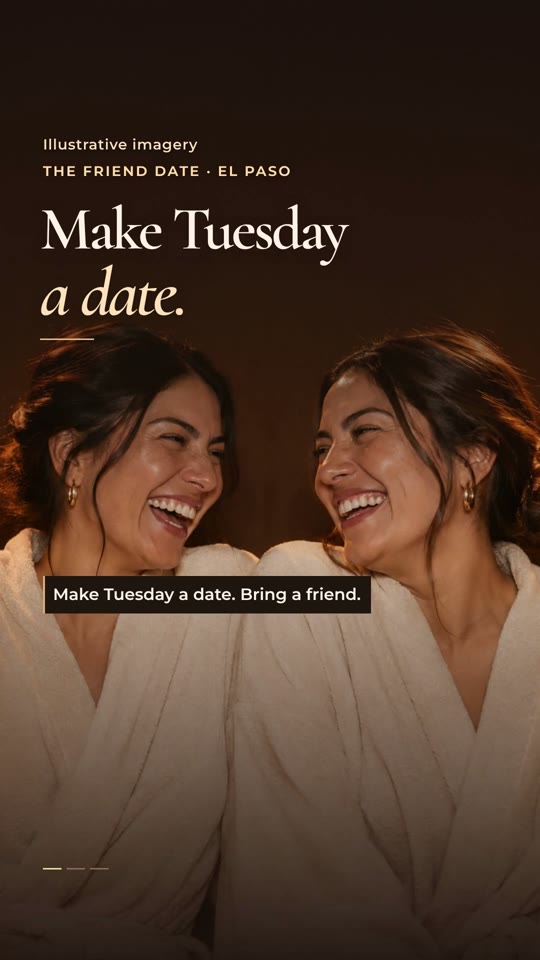 Illustrative imagery
THE FRIEND DATE · EL PASO
Make Tuesday
a date.
Make Tuesday a date. Bring a friend.